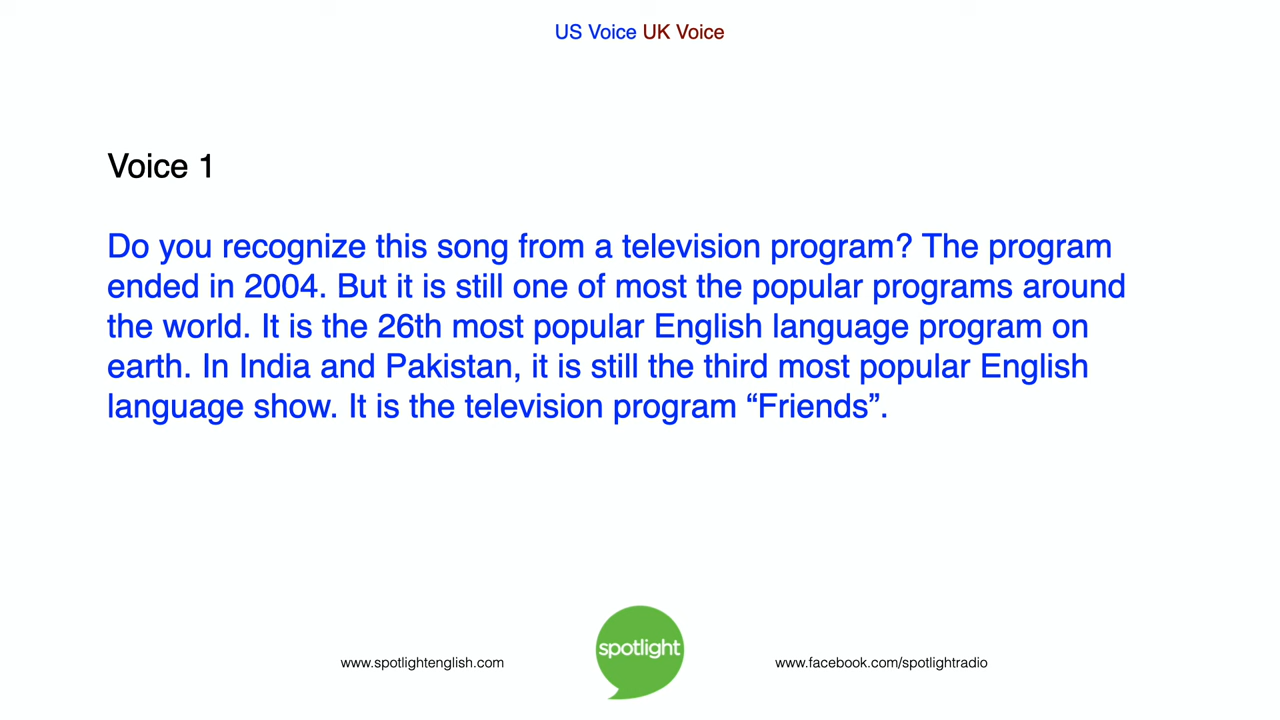 US Voice UK Voice
Voice 1
Do you recognize this song from a television program? The program
ended in 2004. But it is still one of most the popular programs around
the world. It is the 26th most popular English language program on
earth. In India and Pakistan, it is still the third most popular English
language show. It is the television program “Friends”.
spotlight
www.spotlightenglish.com
www.facebook.com/spotlightradio